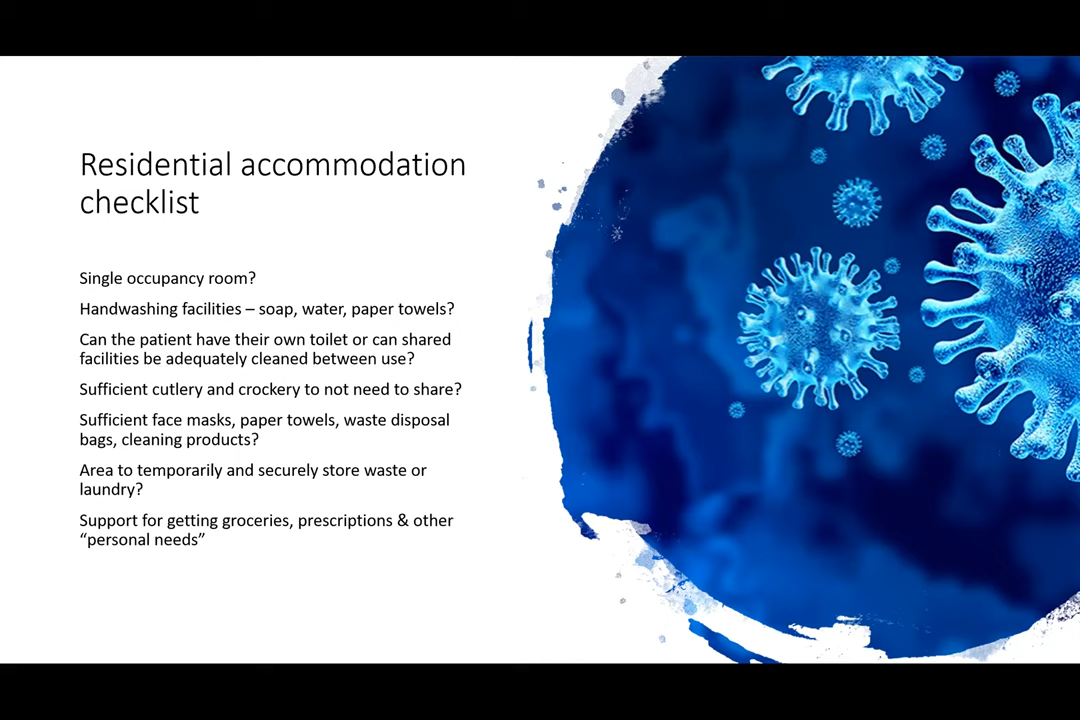 Residential accommodation
checklist
Single occupancy room?
Handwashing facilities – soap, water, paper towels?
Can the patient have their own toilet or can shared
facilities be adequately cleaned between use?
Sufficient cutlery and crockery to not need to share?
Sufficient face masks, paper towels, waste disposal
bags, cleaning products?
Area to temporarily and securely store waste or
laundry?
Support for getting groceries, prescriptions & other
“personal needs”